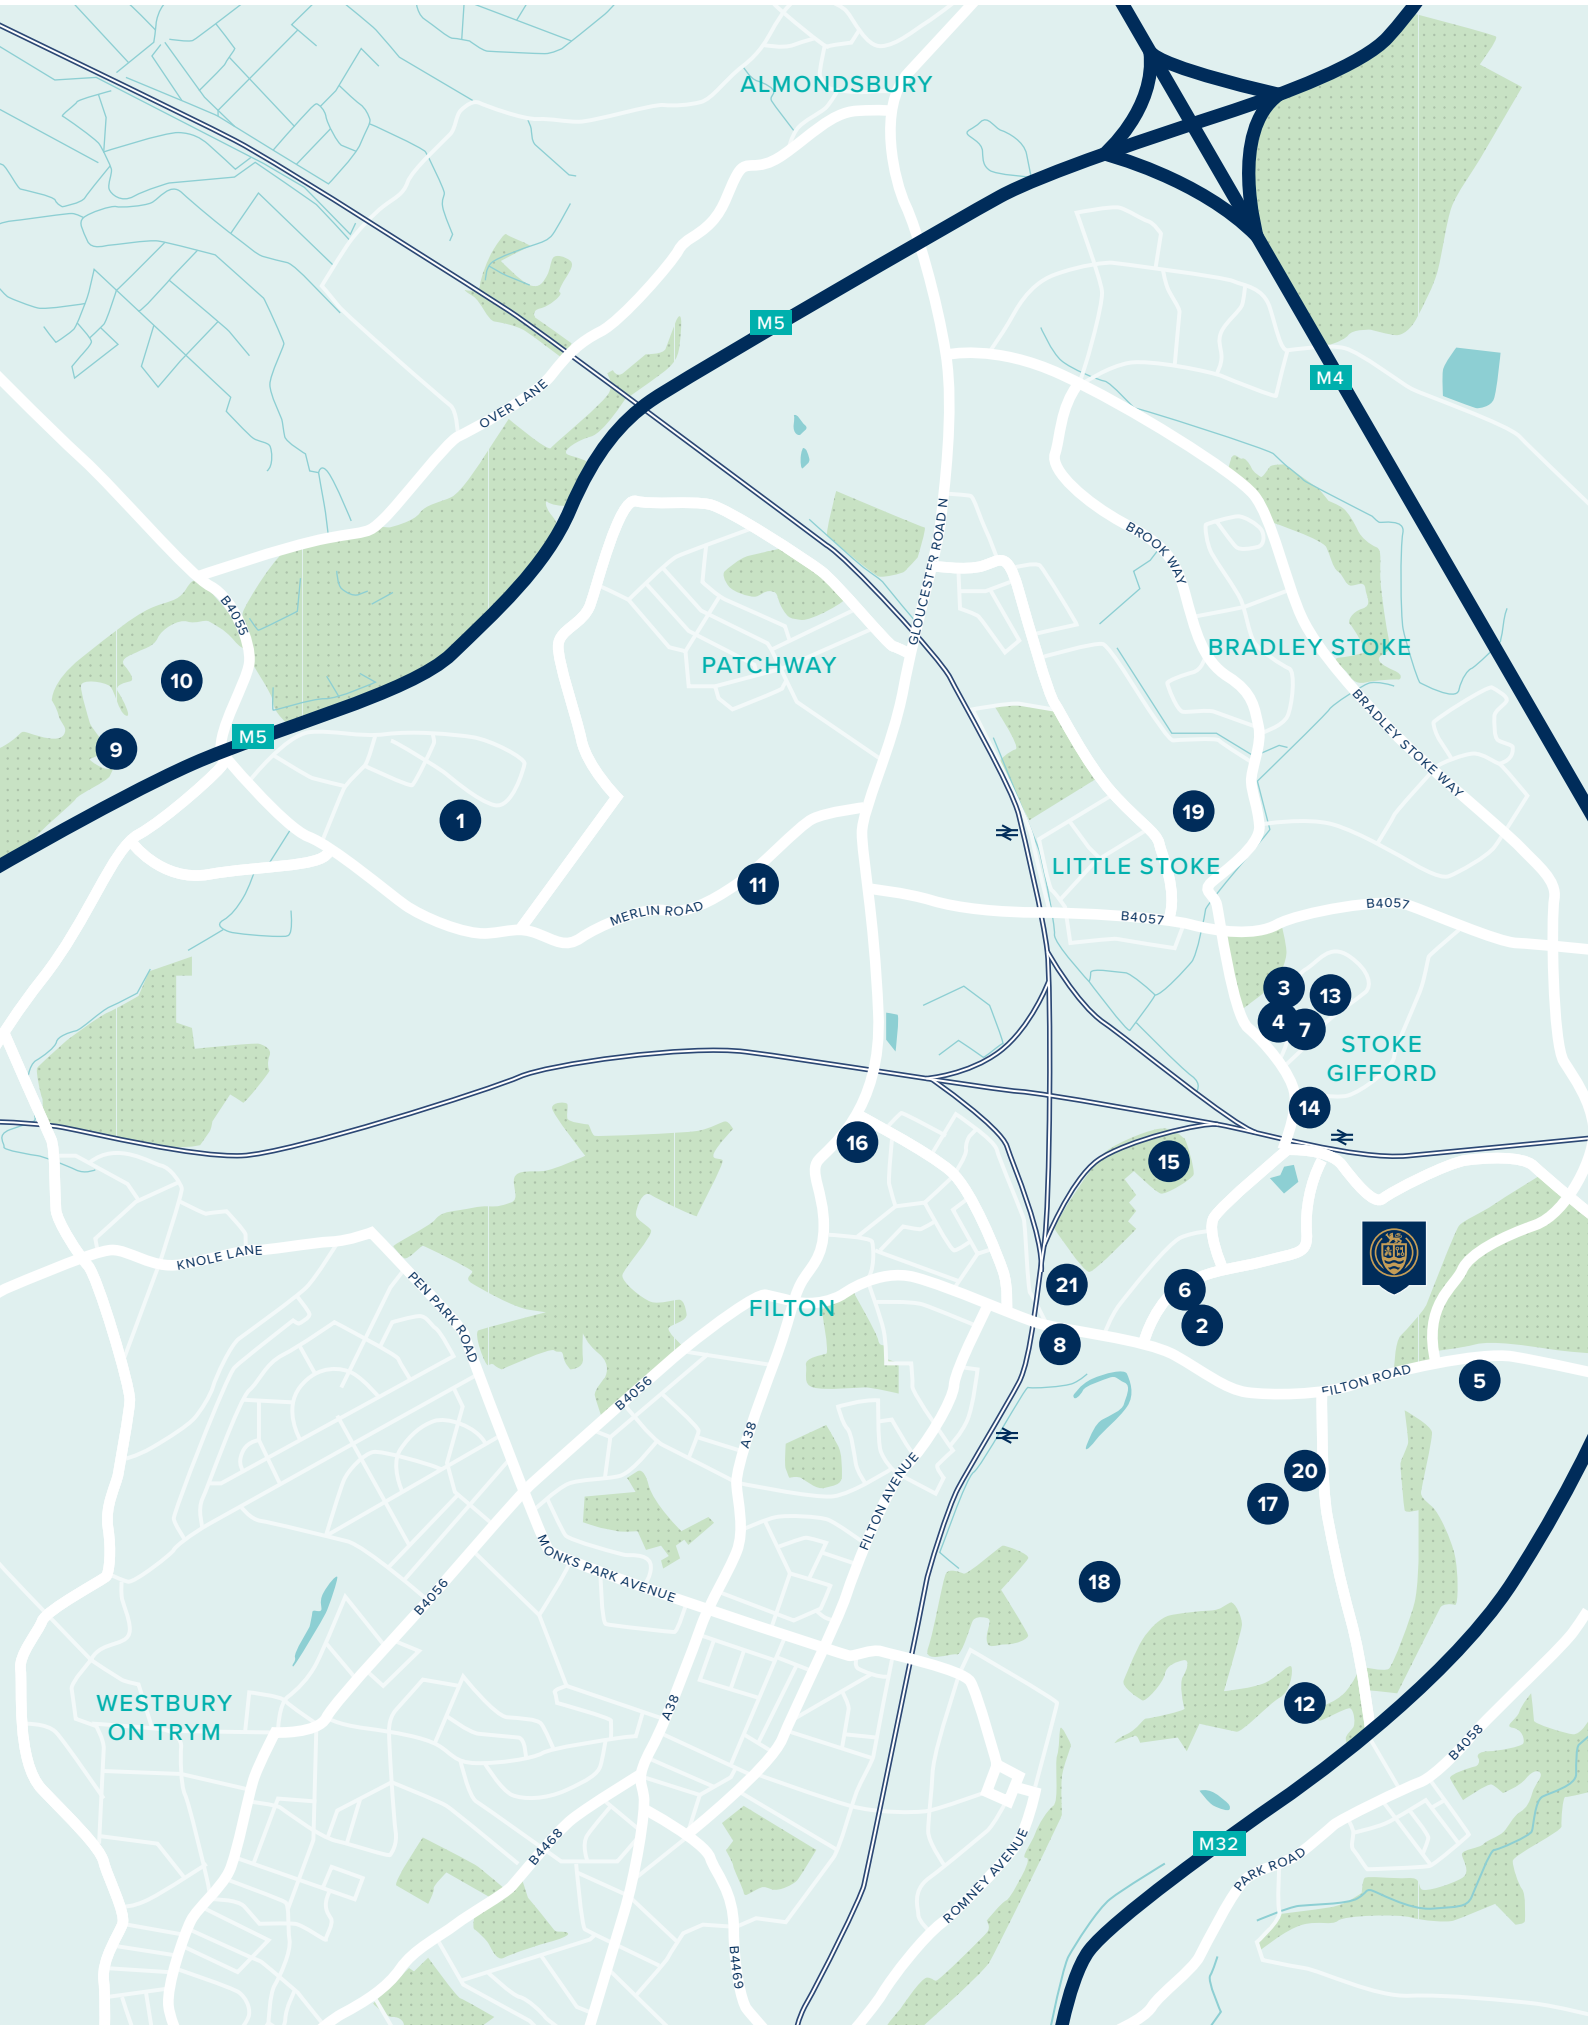 ALMONDSBURY
M5
M4
OVER LANE
GLOUCESTER ROAD N
BROOK WAY
B4055
BRADLEY STOKE
PATCHWAY
10
BRADLEY STOKE WAY
9
M5
1
19
LITTLE STOKE
11
MERLIN ROAD
B4057
B4057
3
13
4
7
STOKE
GIFFORD
14
16
15
KNOLE LANE
PEN PARK ROAD
21
6
FILTON
2
8
FILTON ROAD
5
B4056
A38
FILTON AVENUE
20
17
MONKS PARK AVENUE
18
B4056
WESTBURY
ON TRYM
A38
12
B4058
M32
B4468
PARK ROAD
ROMNEY AVENUE
B4469